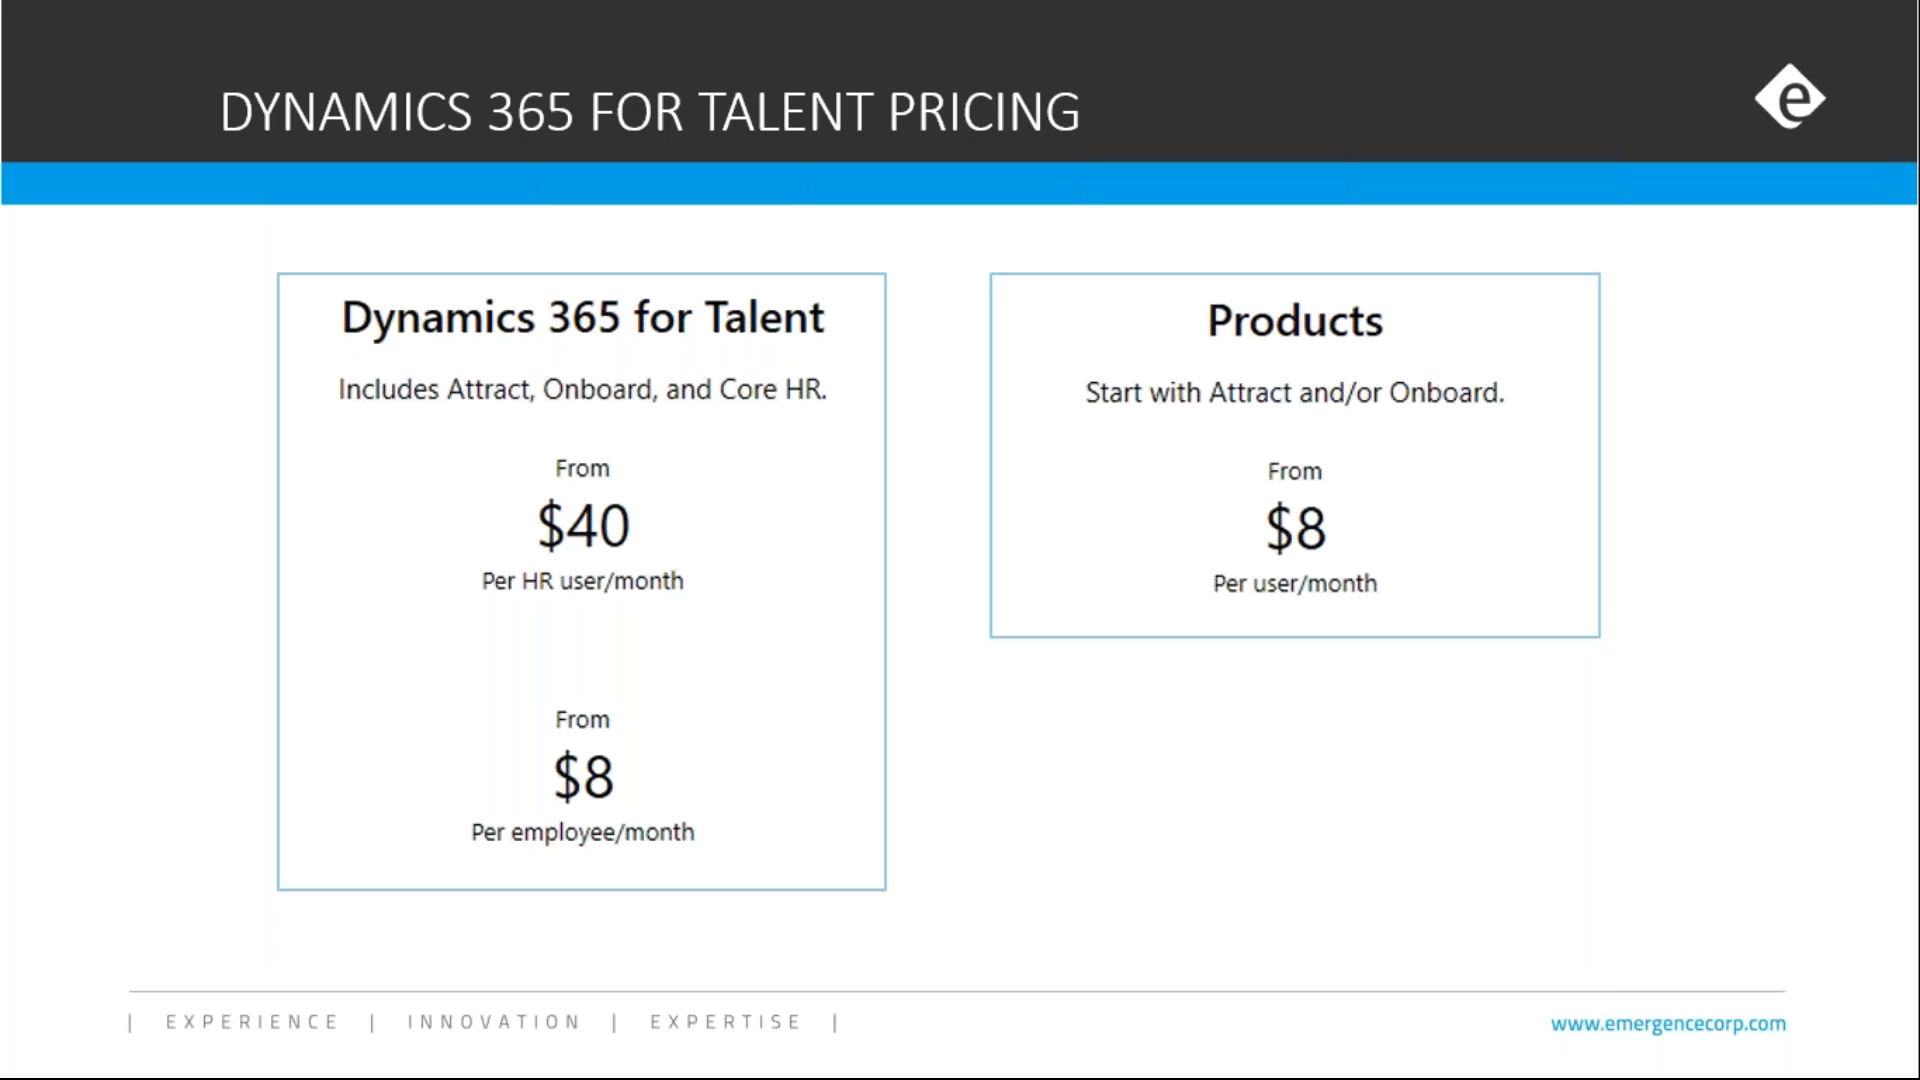 DYNAMICS 365 FOR TALENT PRICING
e
Dynamics 365 for Talent
Includes Attract, Onboard, and Core HR.
From
$40
Per HR user/month
From
$8
Per employee/month
Products
Start with Attract and/or Onboard.
From
$8
Per user/month
| EXPERIENCE | INNOVATION | EXPERTISE |
www.emergencecorp.com